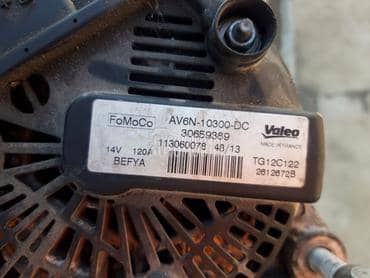 FoMoCo AV6N-10300-DC Valeo
30659389 MADE IN FRANCE
14V 120A 113060078 48/13 TG12C122
BEFYA 2612672B